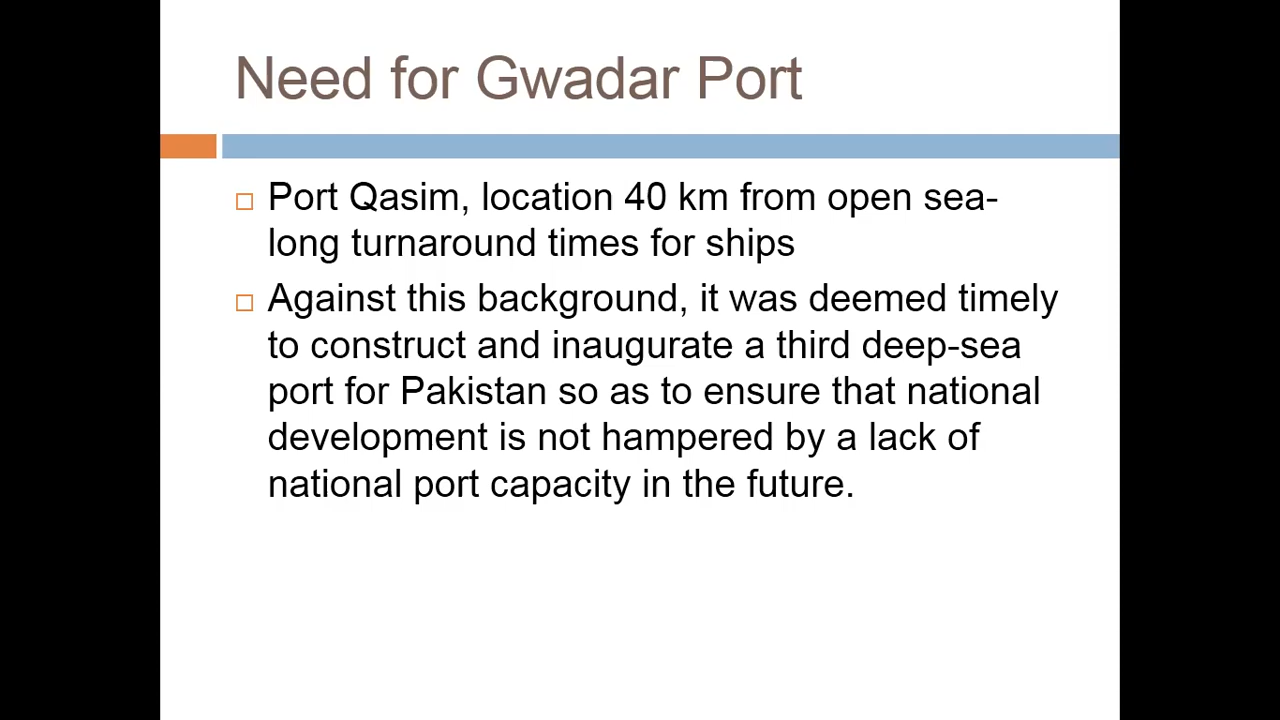 Need for Gwadar Port
Port Qasim, location 40 km from open sea-
long turnaround times for ships
Against this background, it was deemed timely
to construct and inaugurate a third deep-sea
port for Pakistan so as to ensure that national
development is not hampered by a lack of
national port capacity in the future.